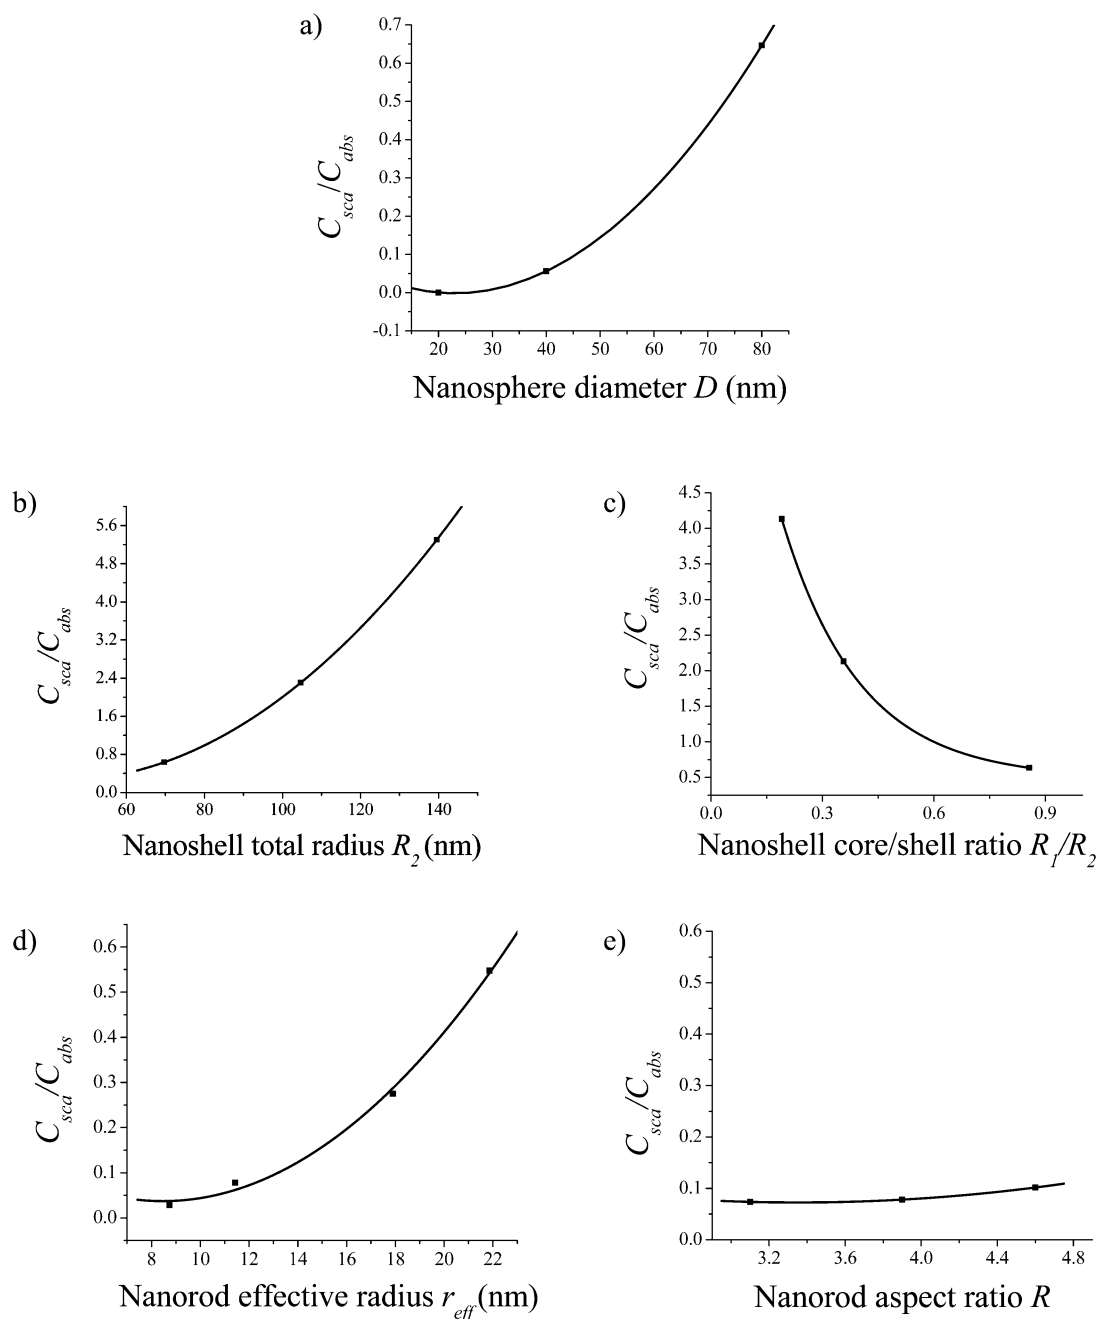 a)
C_sca/C_abs
0.7
0.6
0.5
0.4
0.3
0.2
0.1
0.0
-0.1
20 30 40 50 60 70 80
Nanosphere diameter D (nm)
b)
C_sca/C_abs
5.6
4.8
4.0
3.2
2.4
1.6
0.8
0.0
60 80 100 120 140
Nanoshell total radius R_2 (nm)
c)
C_sca/C_abs
4.5
4.0
3.5
3.0
2.5
2.0
1.5
1.0
0.5
0.0 0.3 0.6 0.9
Nanoshell core/shell ratio R_1/R_2
d)
C_sca/C_abs
0.6
0.5
0.4
0.3
0.2
0.1
0.0
8 10 12 14 16 18 20 22
Nanorod effective radius r_eff (nm)
e)
C_sca/C_abs
0.6
0.5
0.4
0.3
0.2
0.1
0.0
3.2 3.6 4.0 4.4 4.8
Nanorod aspect ratio R